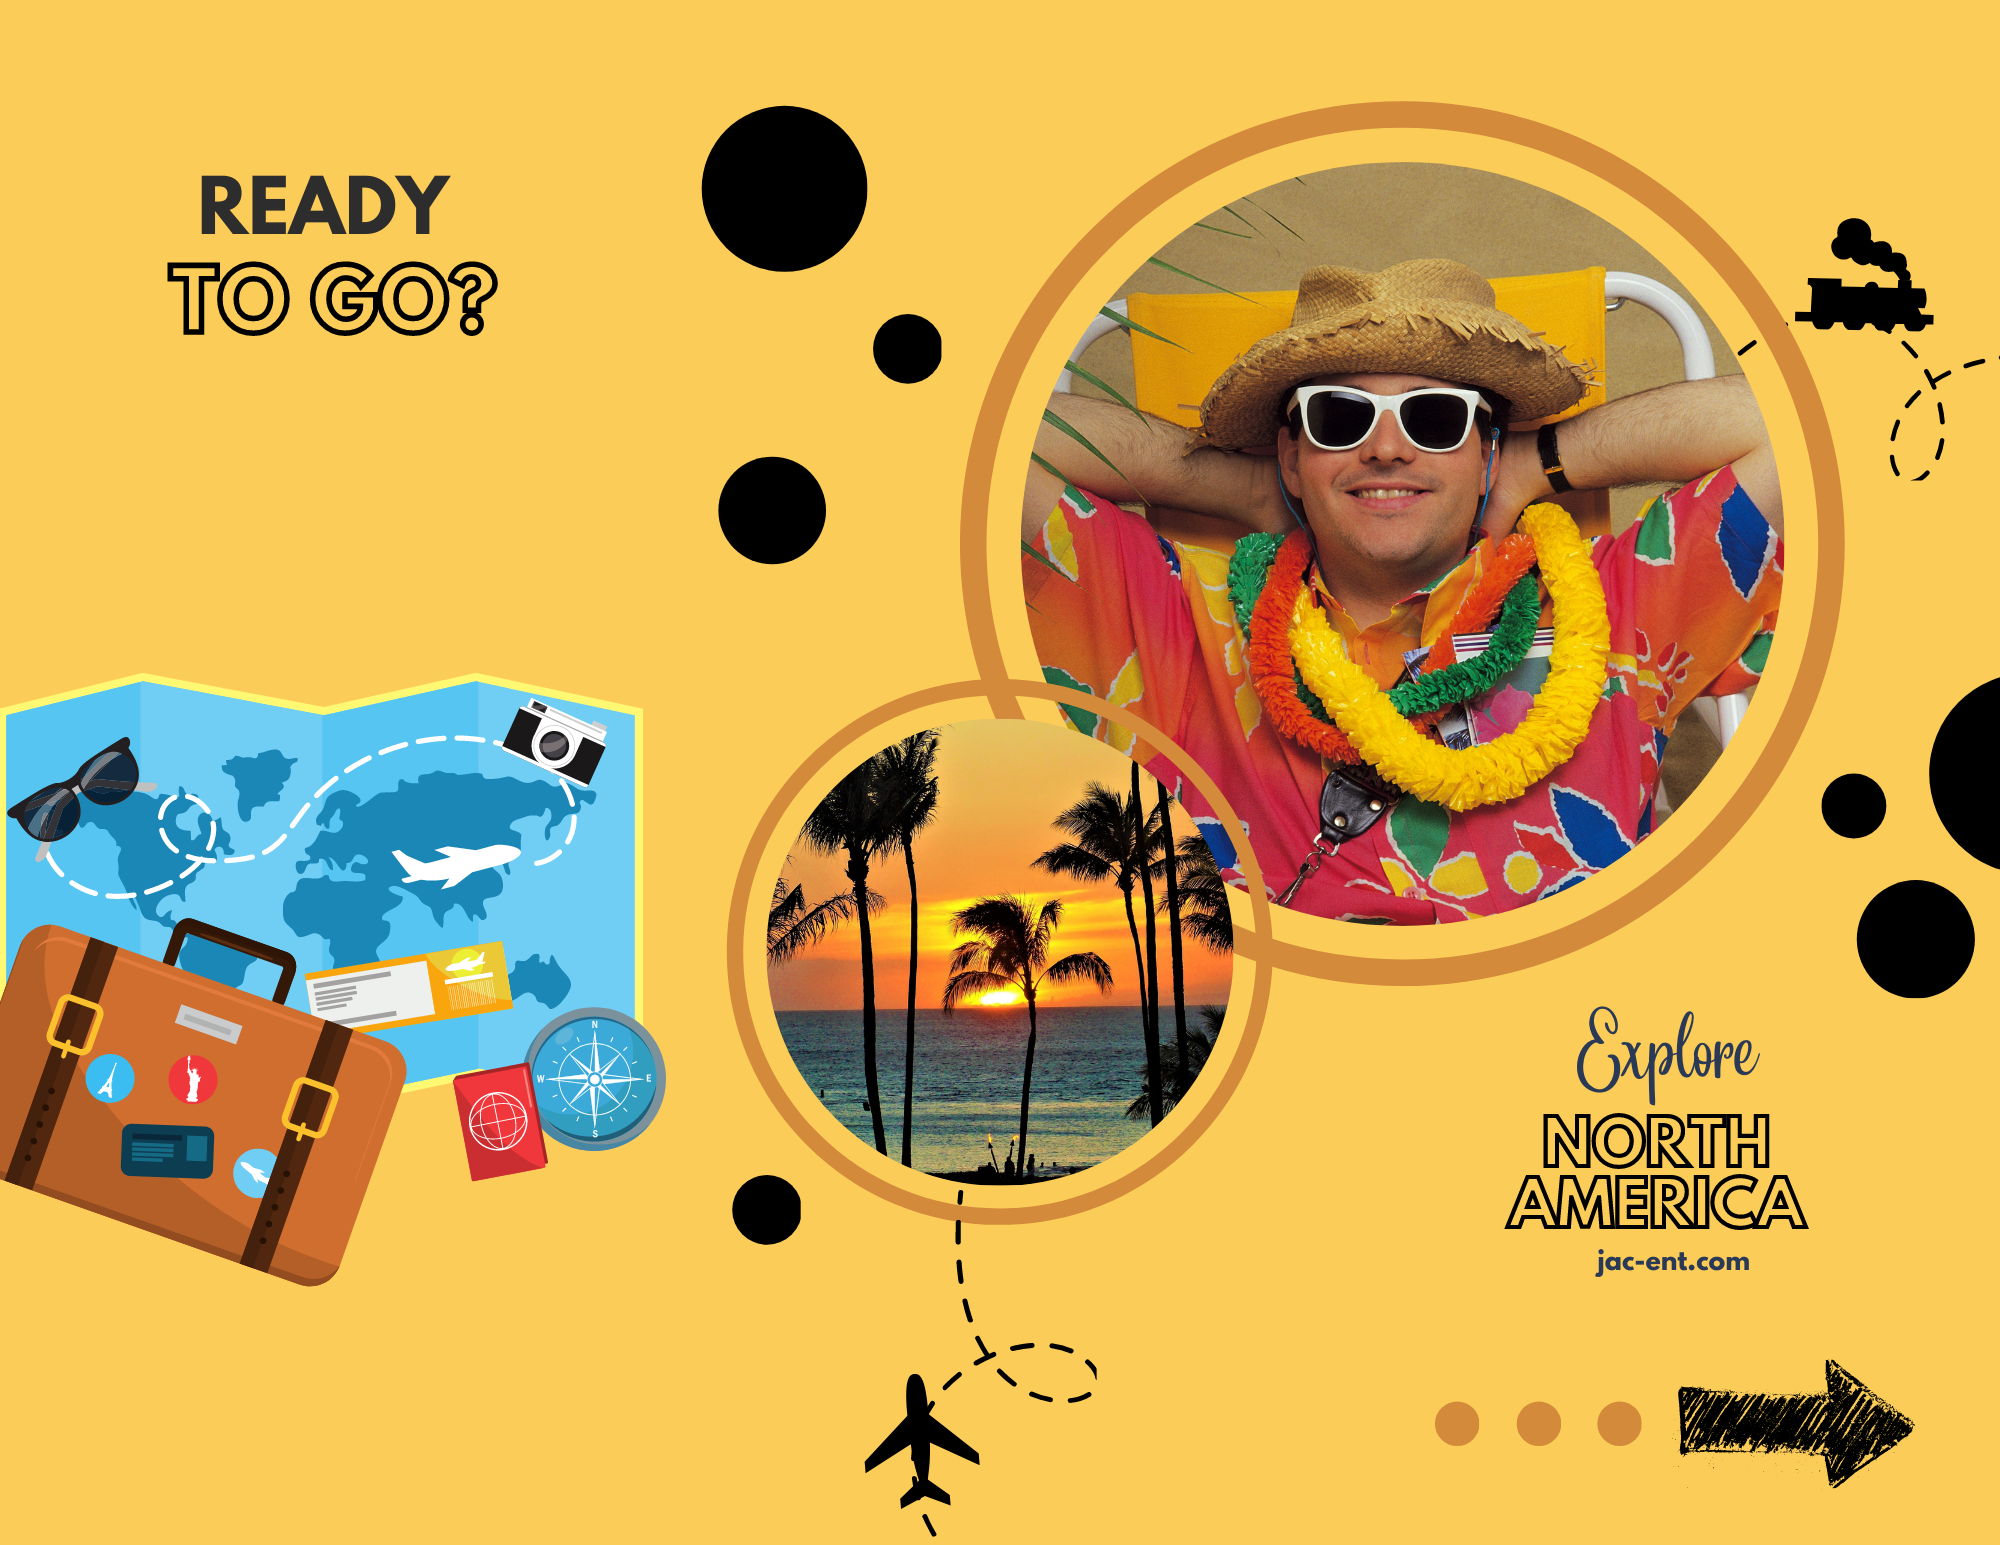 READY
TO GO?
N
W
E
S
Explore
NORTH
AMERICA
jac-ent.com